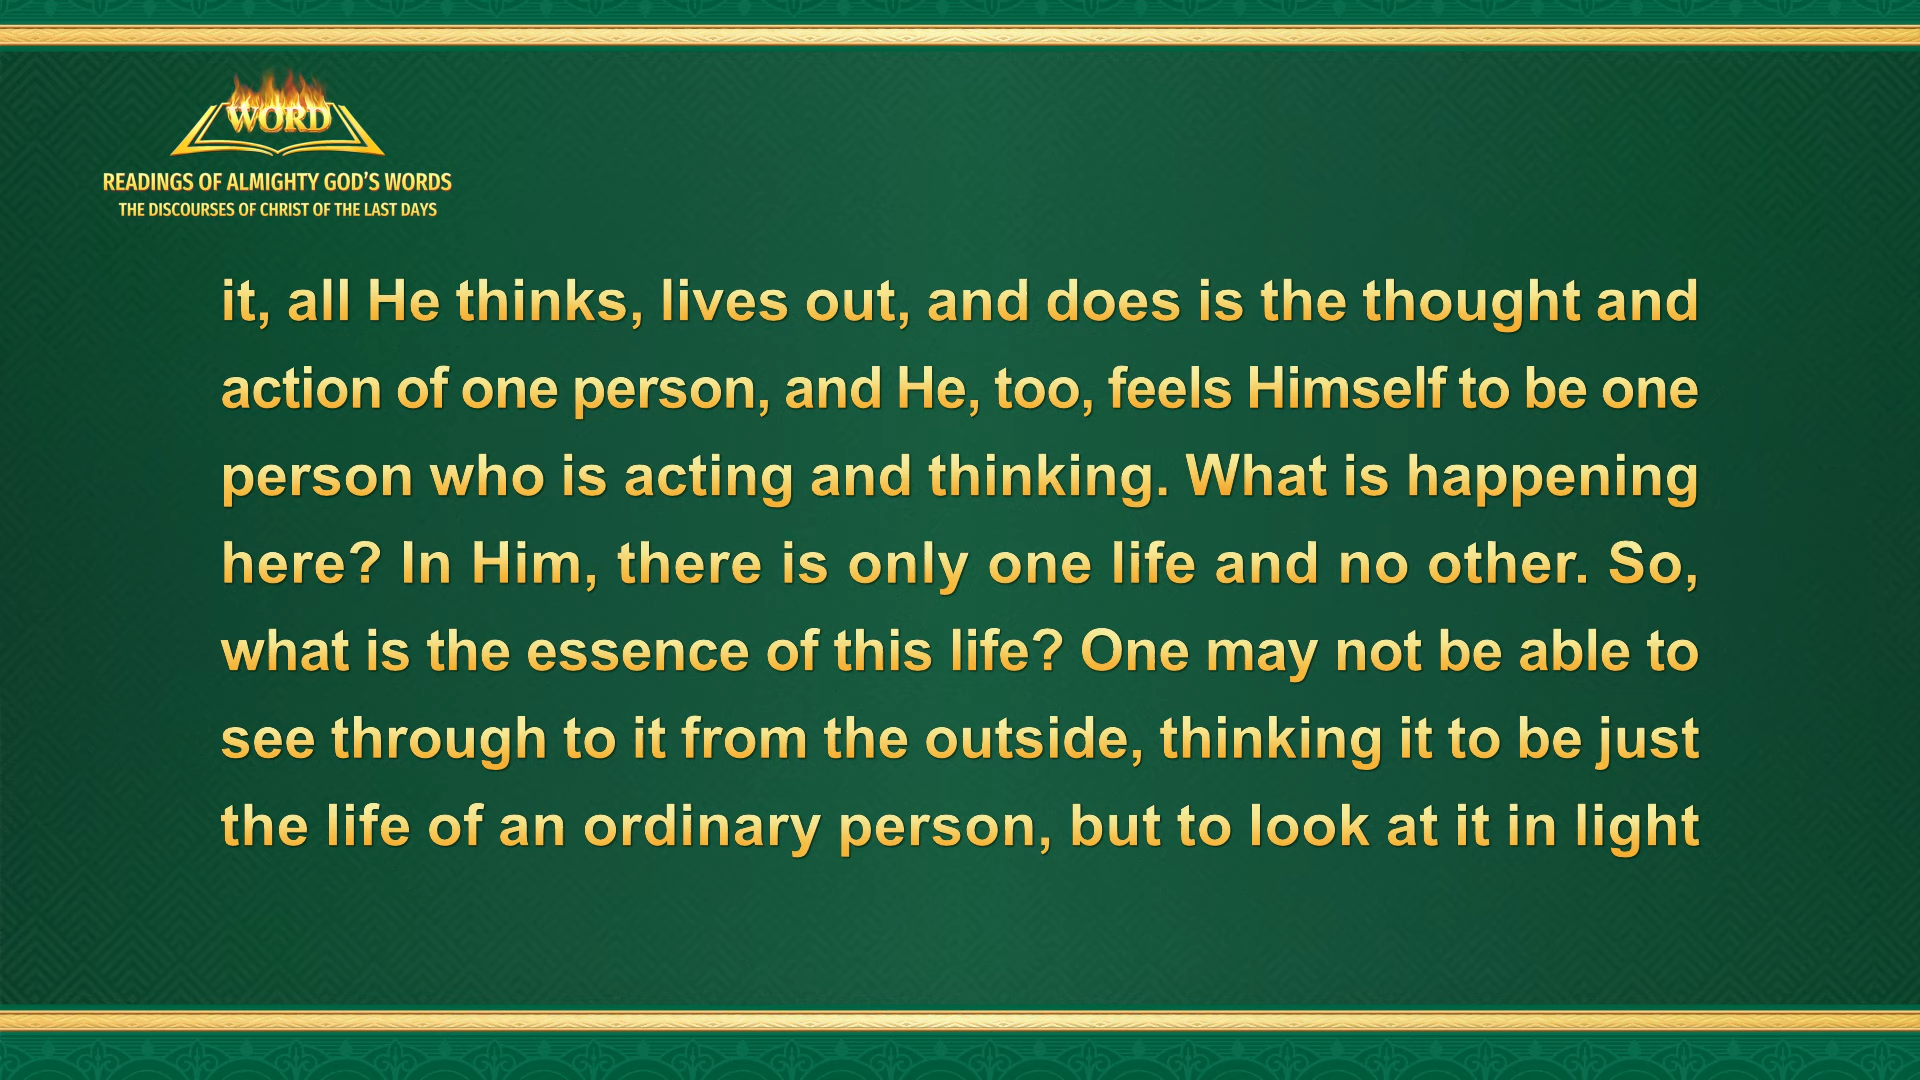 WORD
READINGS OF ALMIGHTY GOD'S WORDS
THE DISCOURSES OF CHRIST OF THE LAST DAYS
it, all He thinks, lives out, and does is the thought and
action of one person, and He, too, feels Himself to be one
person who is acting and thinking. What is happening
here? In Him, there is only one life and no other. So,
what is the essence of this life? One may not be able to
see through to it from the outside, thinking it to be just
the life of an ordinary person, but to look at it in light